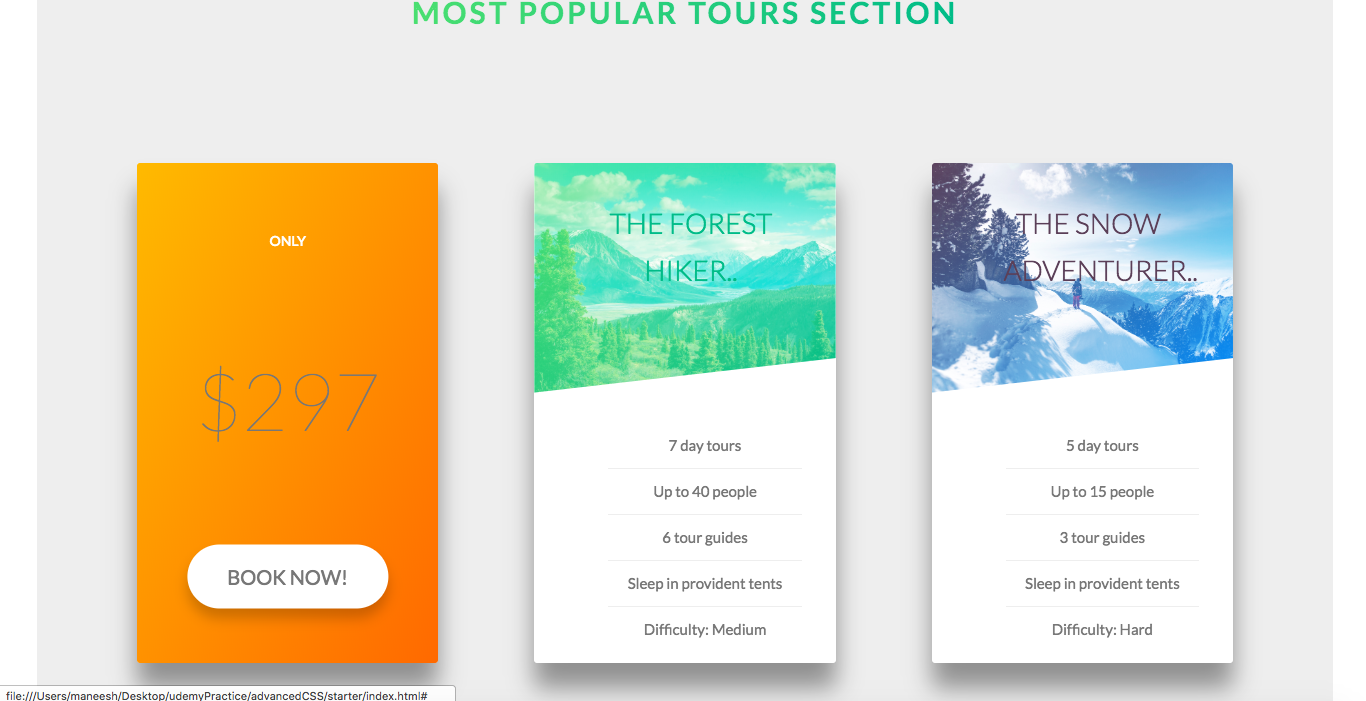 MOST POPULAR TOURS SECTION
ONLY
$297
BOOK NOW!
THE FOREST
HIKER..
7 day tours
Up to 40 people
6 tour guides
Sleep in provident tents
Difficulty: Medium
THE SNOW
ADVENTURER..
5 day tours
Up to 15 people
3 tour guides
Sleep in provident tents
Difficulty: Hard
file:///Users/maneesh/Desktop/udemyPractice/advancedCSS/starter/index.html#